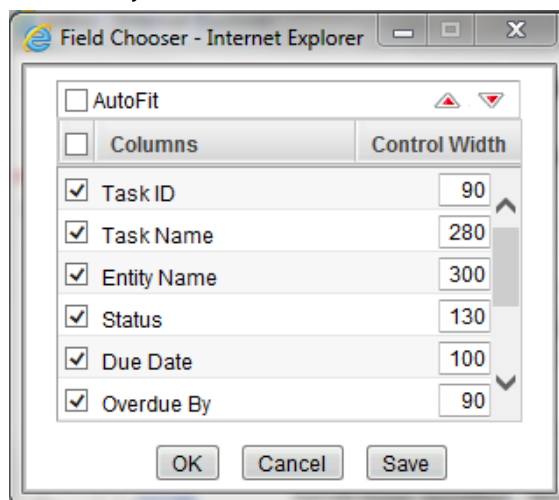 Field Chooser - Internet Explorer
AutoFit
Columns Control Width
Task ID 90
Task Name 280
Entity Name 300
Status 130
Due Date 100
Overdue By 90
OK Cancel Save